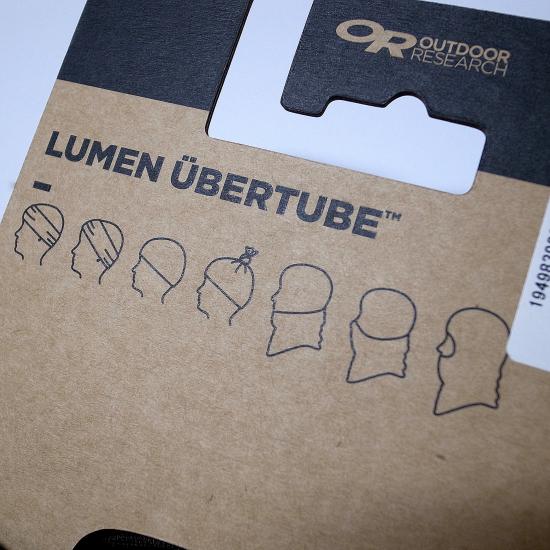 OR OUTDOOR
RESEARCH
LUMEN ÜBERTUBE™